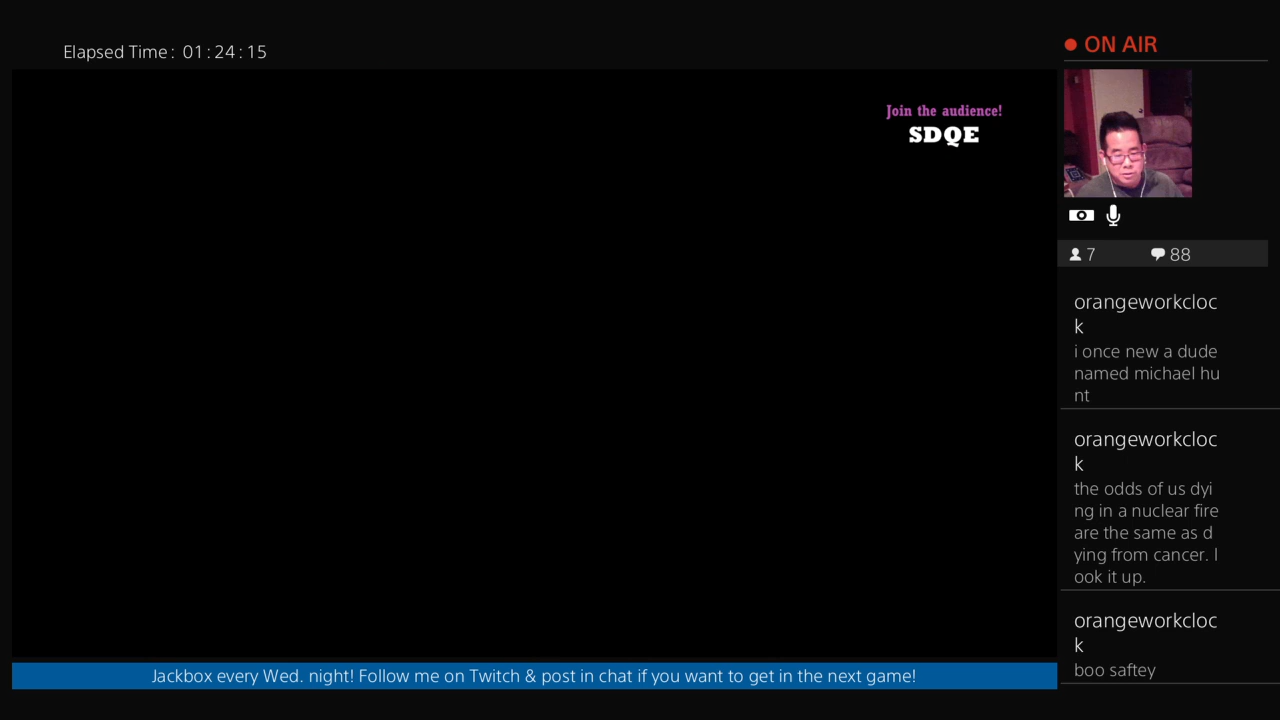 Elapsed Time: 01:24:15
ON AIR
Join the audience!
SDQE
7 88
orangeworkcloc
k
i once new a dude
named michael hu
nt
orangeworkcloc
k
the odds of us dyi
ng in a nuclear fire
are the same as d
ying from cancer. l
ook it up.
orangeworkcloc
k
boo saftey
Jackbox every Wed. night! Follow me on Twitch & post in chat if you want to get in the next game!